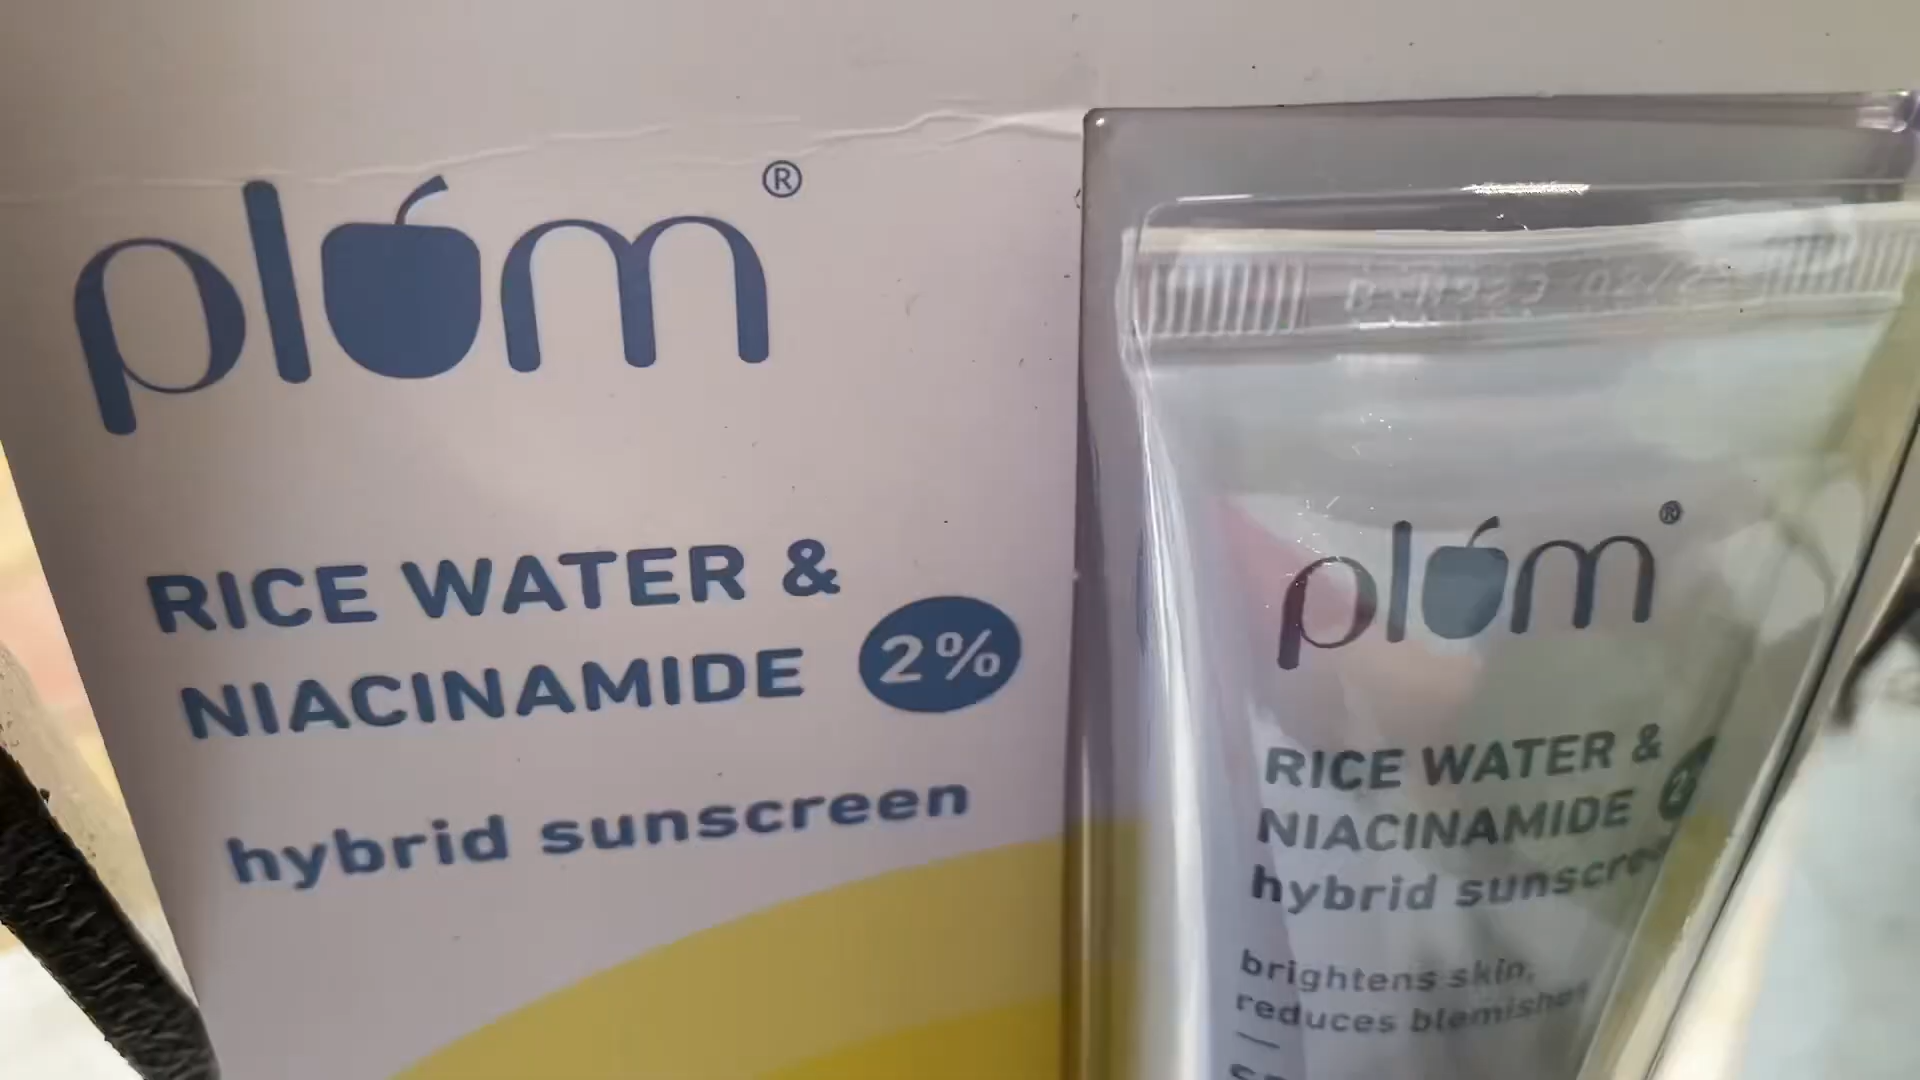 plum®
RICE WATER &
NIACINAMIDE 2%
hybrid sunscreen
plum®
RICE WATER &
NIACINAMIDE
hybrid
brightens skin,
reduces